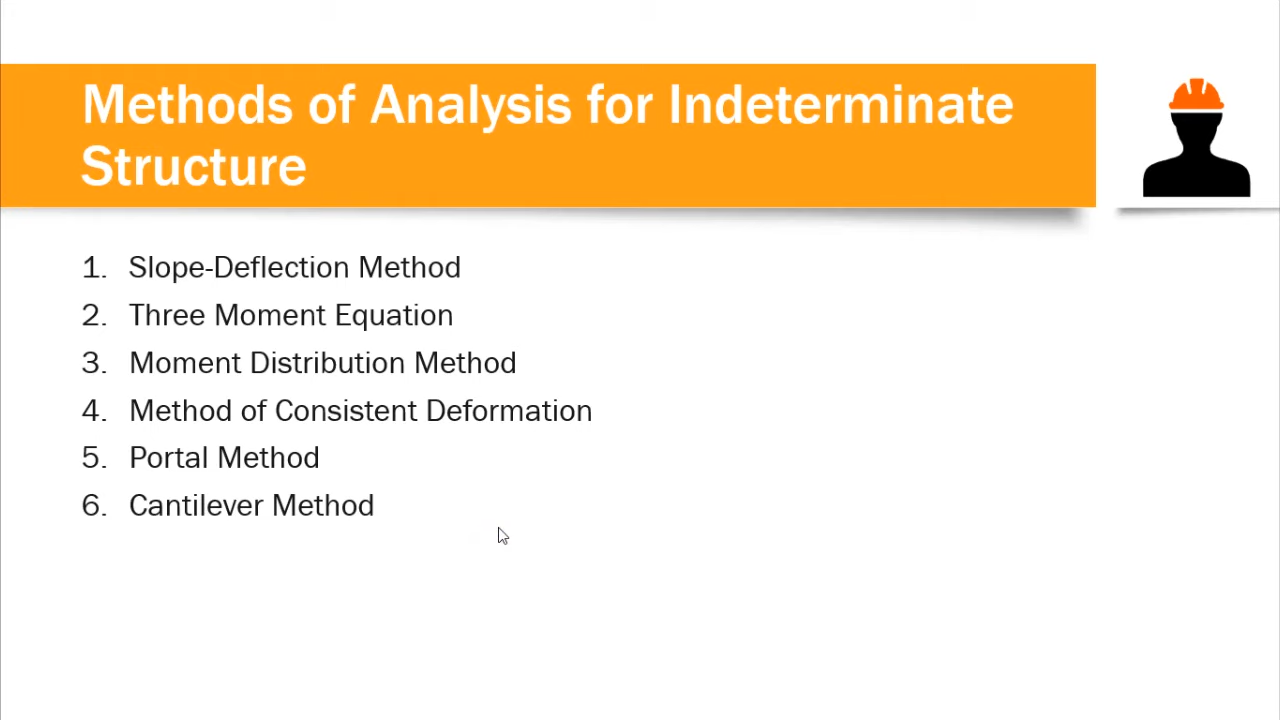 Methods of Analysis for Indeterminate
Structure
1. Slope-Deflection Method
2. Three Moment Equation
3. Moment Distribution Method
4. Method of Consistent Deformation
5. Portal Method
6. Cantilever Method